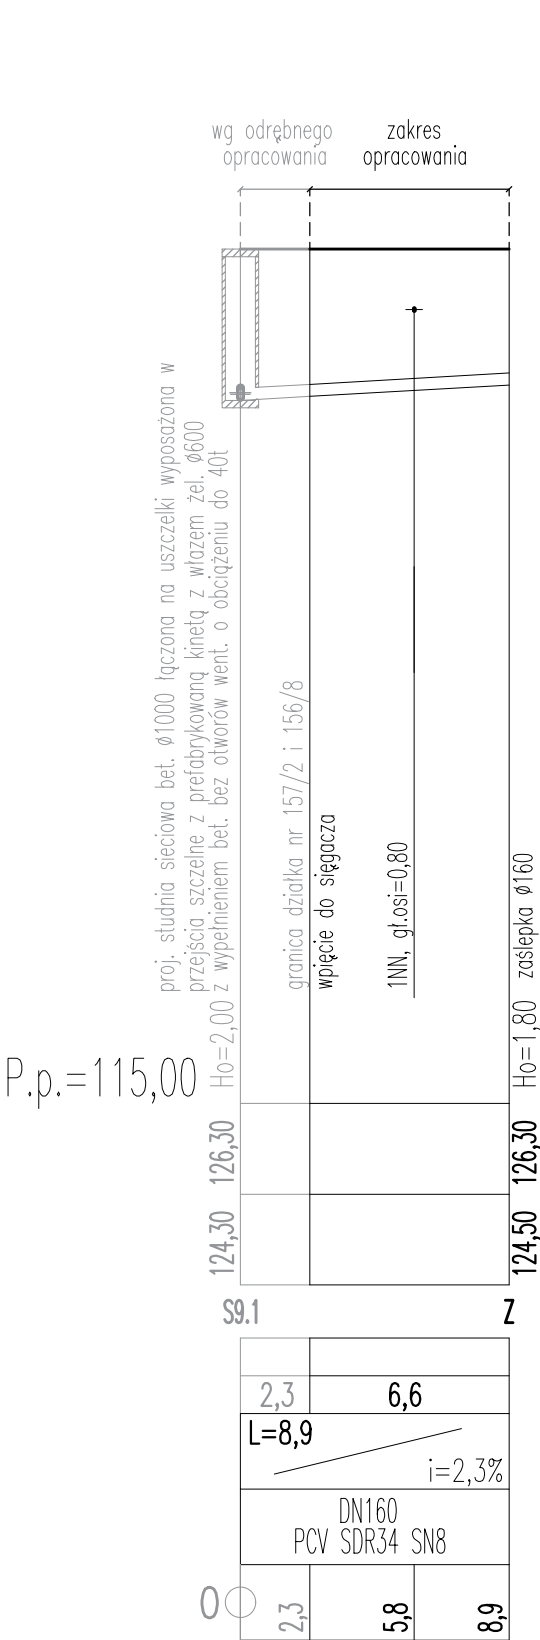 wg odrębnego
opracowania
zakres
opracowania
proj. studnia sieciowa bet. ø1000 łączona na uszczelki wyposażona w
przejścia szczelne z prefabrykowaną kinetą z włazem żel. ø600
z wypełnieniem bet. bez otworów went. o obciążeniu do 40t
granica działka nr 157/2 i 156/8
wpięcie do sięgacza
1NN, gł.osi=0,80
zaślepka ø160
Ho=2,00
Ho=1,80
P.p.=115,00
126,30
126,30
124,30
124,50
S9.1
Z
2,3
6,6
L=8,9
i=2,3%
DN160
PCV SDR34 SN8
0
2,3
5,8
8,9